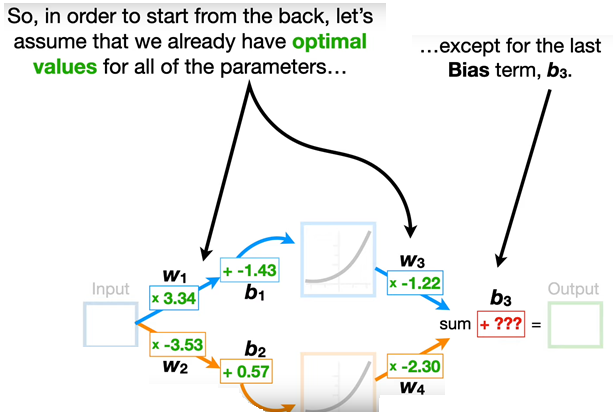 So, in order to start from the back, let's
assume that we already have optimal
values for all of the parameters...
...except for the last
Bias term, b3.
w1
x 3.34
+ -1.43
b1
w3
x -1.22
Input
b3
Output
sum + ??? =
x -3.53
w2
b2
+ 0.57
x -2.30
w4